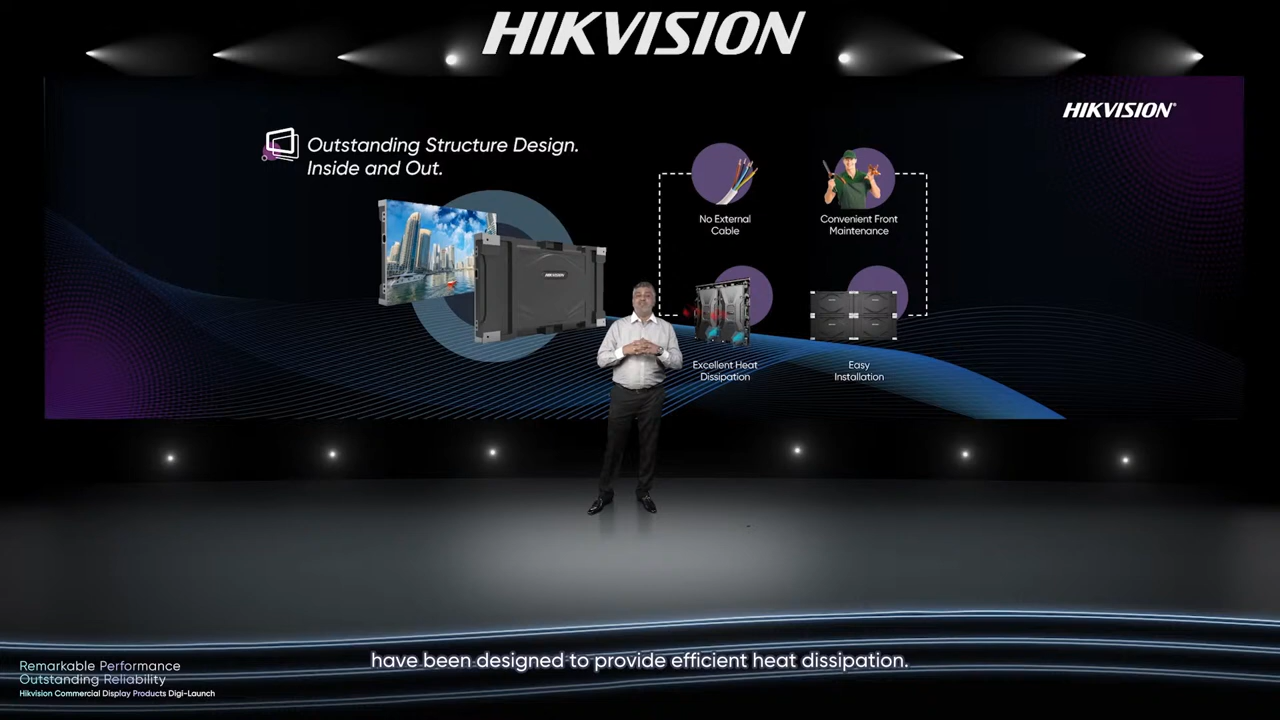 HIKVISION
HIKVISION®
Outstanding Structure Design.
Inside and Out.
No External
Cable
Convenient Front
Maintenance
HIKVISION
Excellent Heat
Dissipation
Easy
Installation
have been designed to provide efficient heat dissipation.
Remarkable Performance
Outstanding Reliability
Hikvision Commercial Display Products Digi-Launch